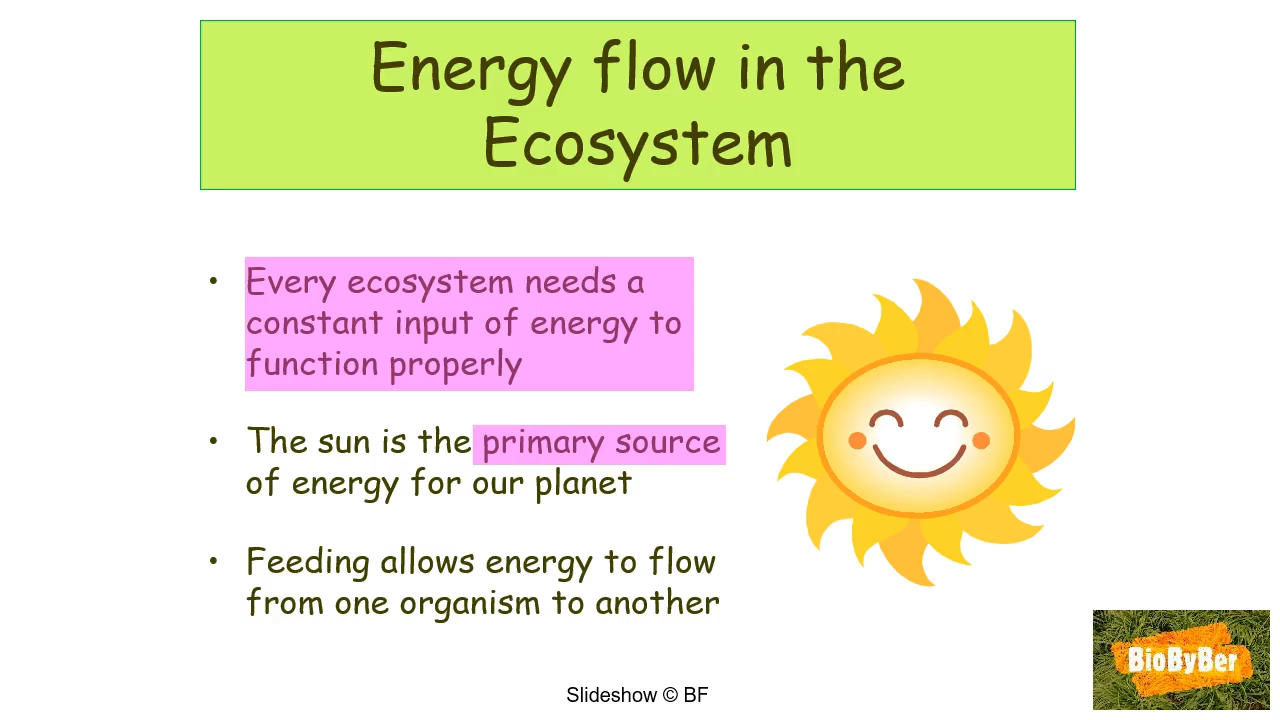 Energy flow in the
Ecosystem
• Every ecosystem needs a
constant input of energy to
function properly
• The sun is the primary source
of energy for our planet
• Feeding allows energy to flow
from one organism to another
BioByBer
Slideshow © BF